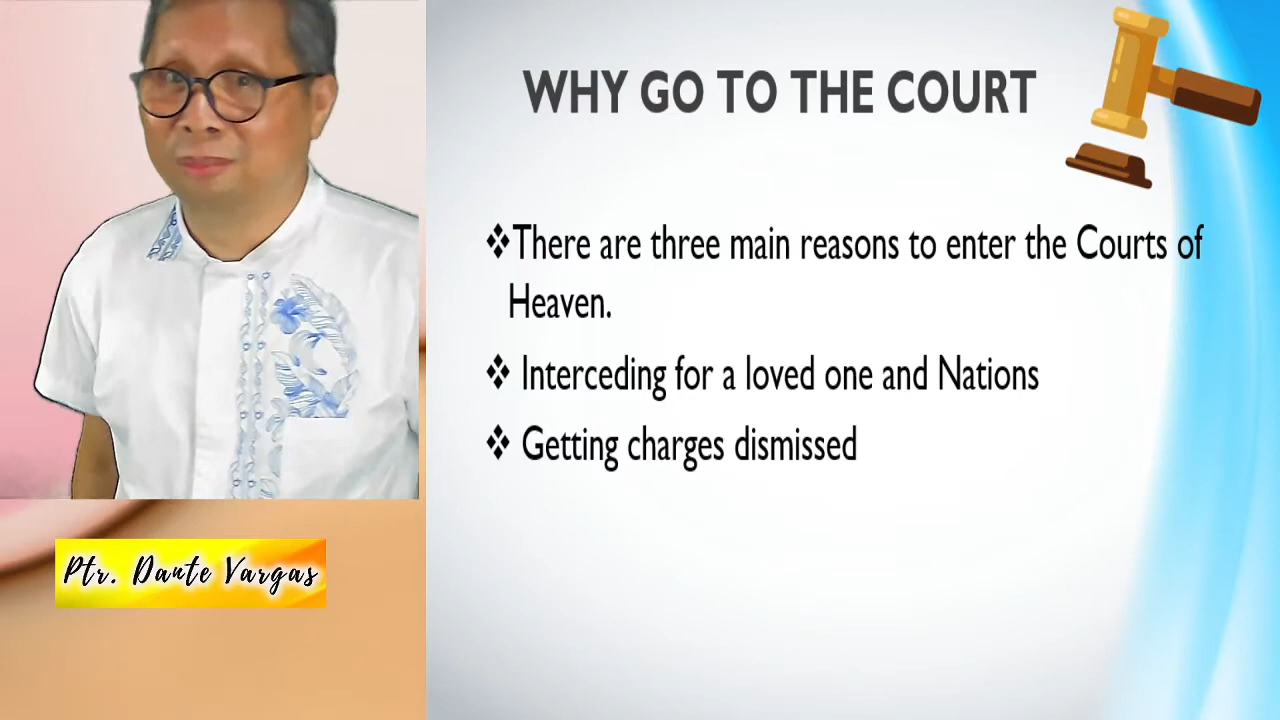 WHY GO TO THE COURT
❖There are three main reasons to enter the Courts of
Heaven.
❖ Interceding for a loved one and Nations
❖ Getting charges dismissed
Ptr. Dante Vargas